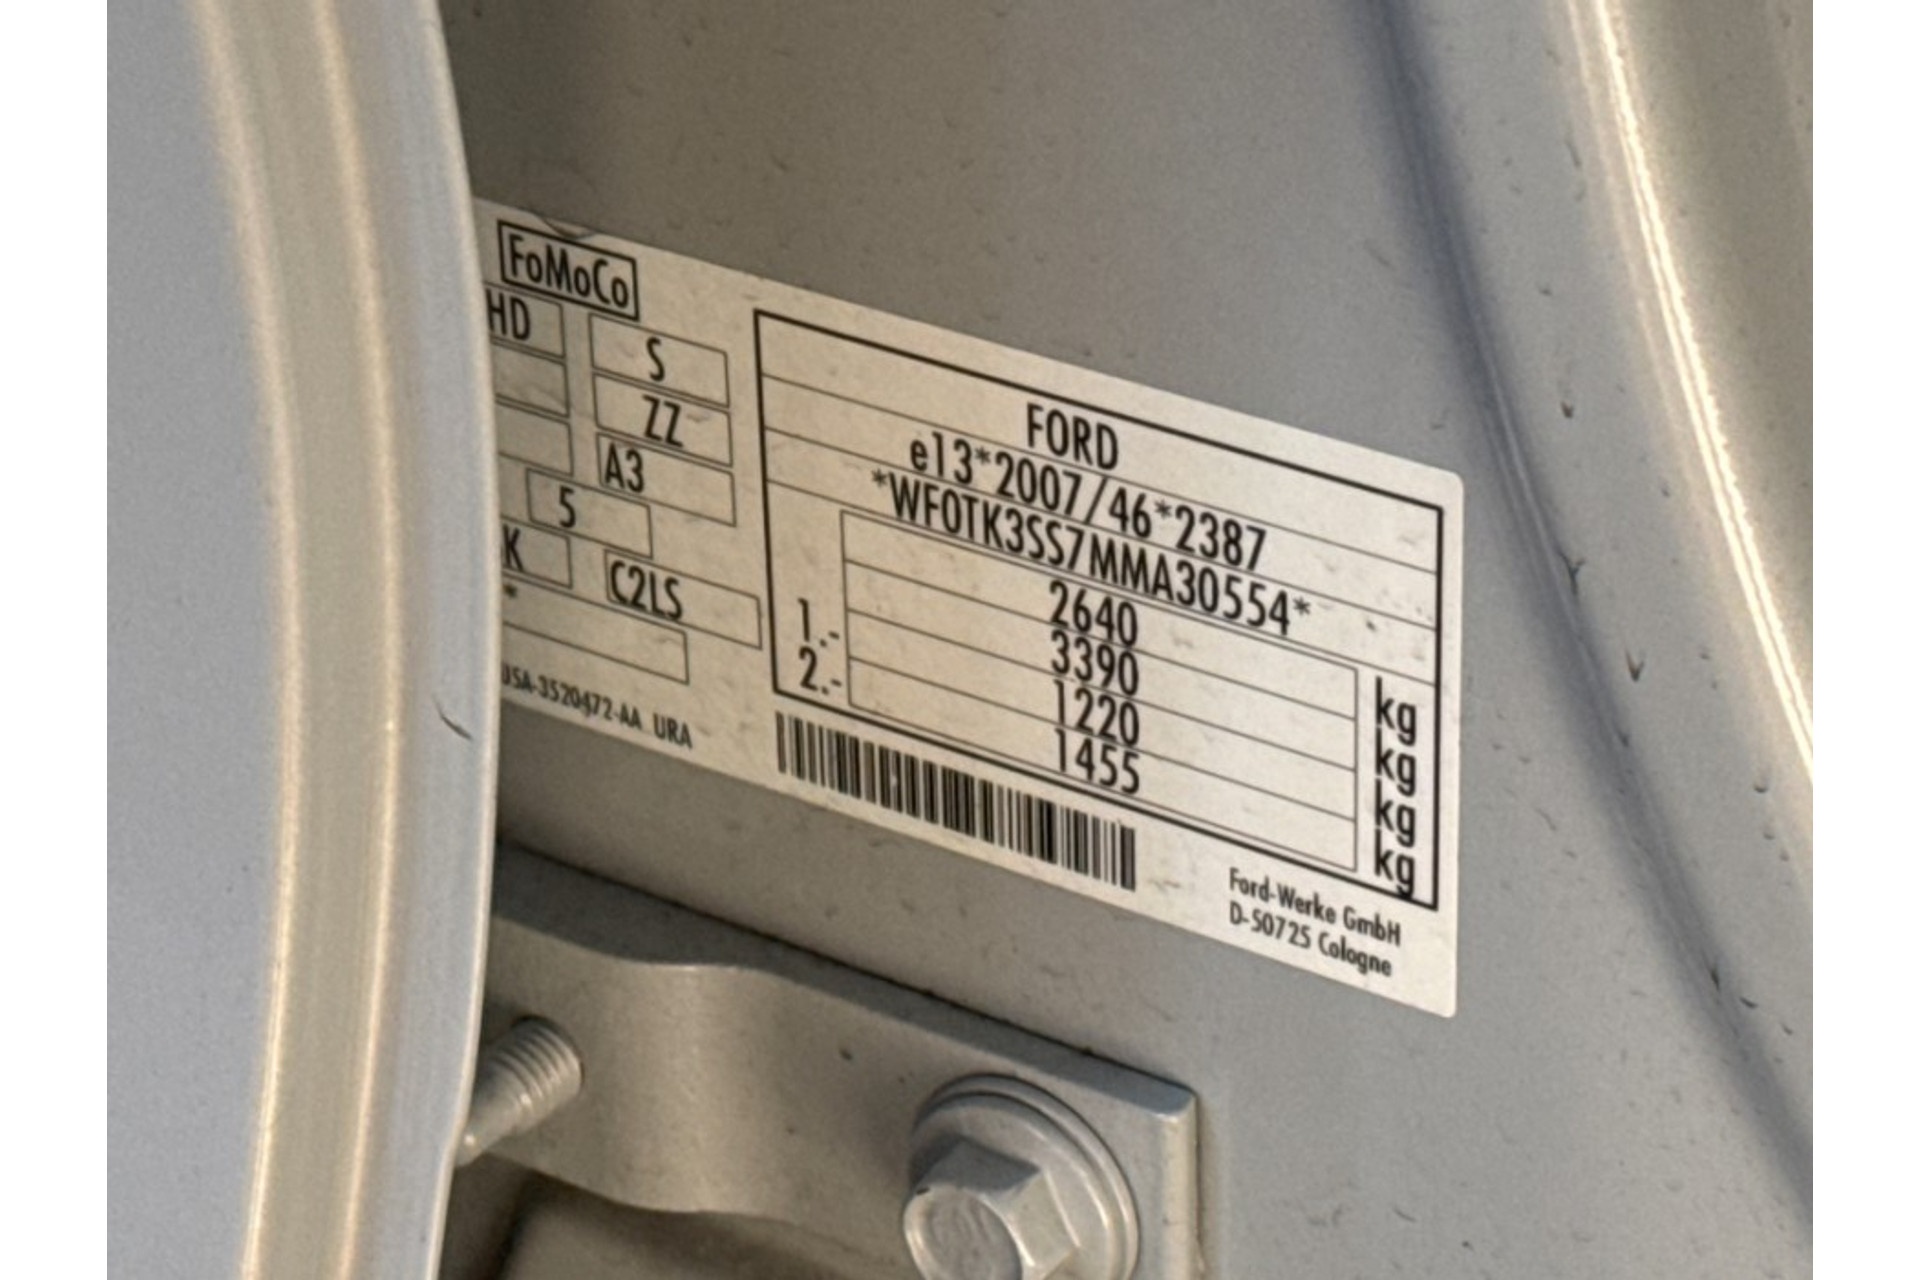 FoMoCo
HD S
ZZ
A3
5
K C2LS
*
USA-3520472-AA URA
FORD
e13*2007/46*2387
*WF0TK3SS7MMA30554*
2640 kg
3390 kg
1.- 1220 kg
2.- 1455 kg
Ford-Werke GmbH
D-50725 Cologne